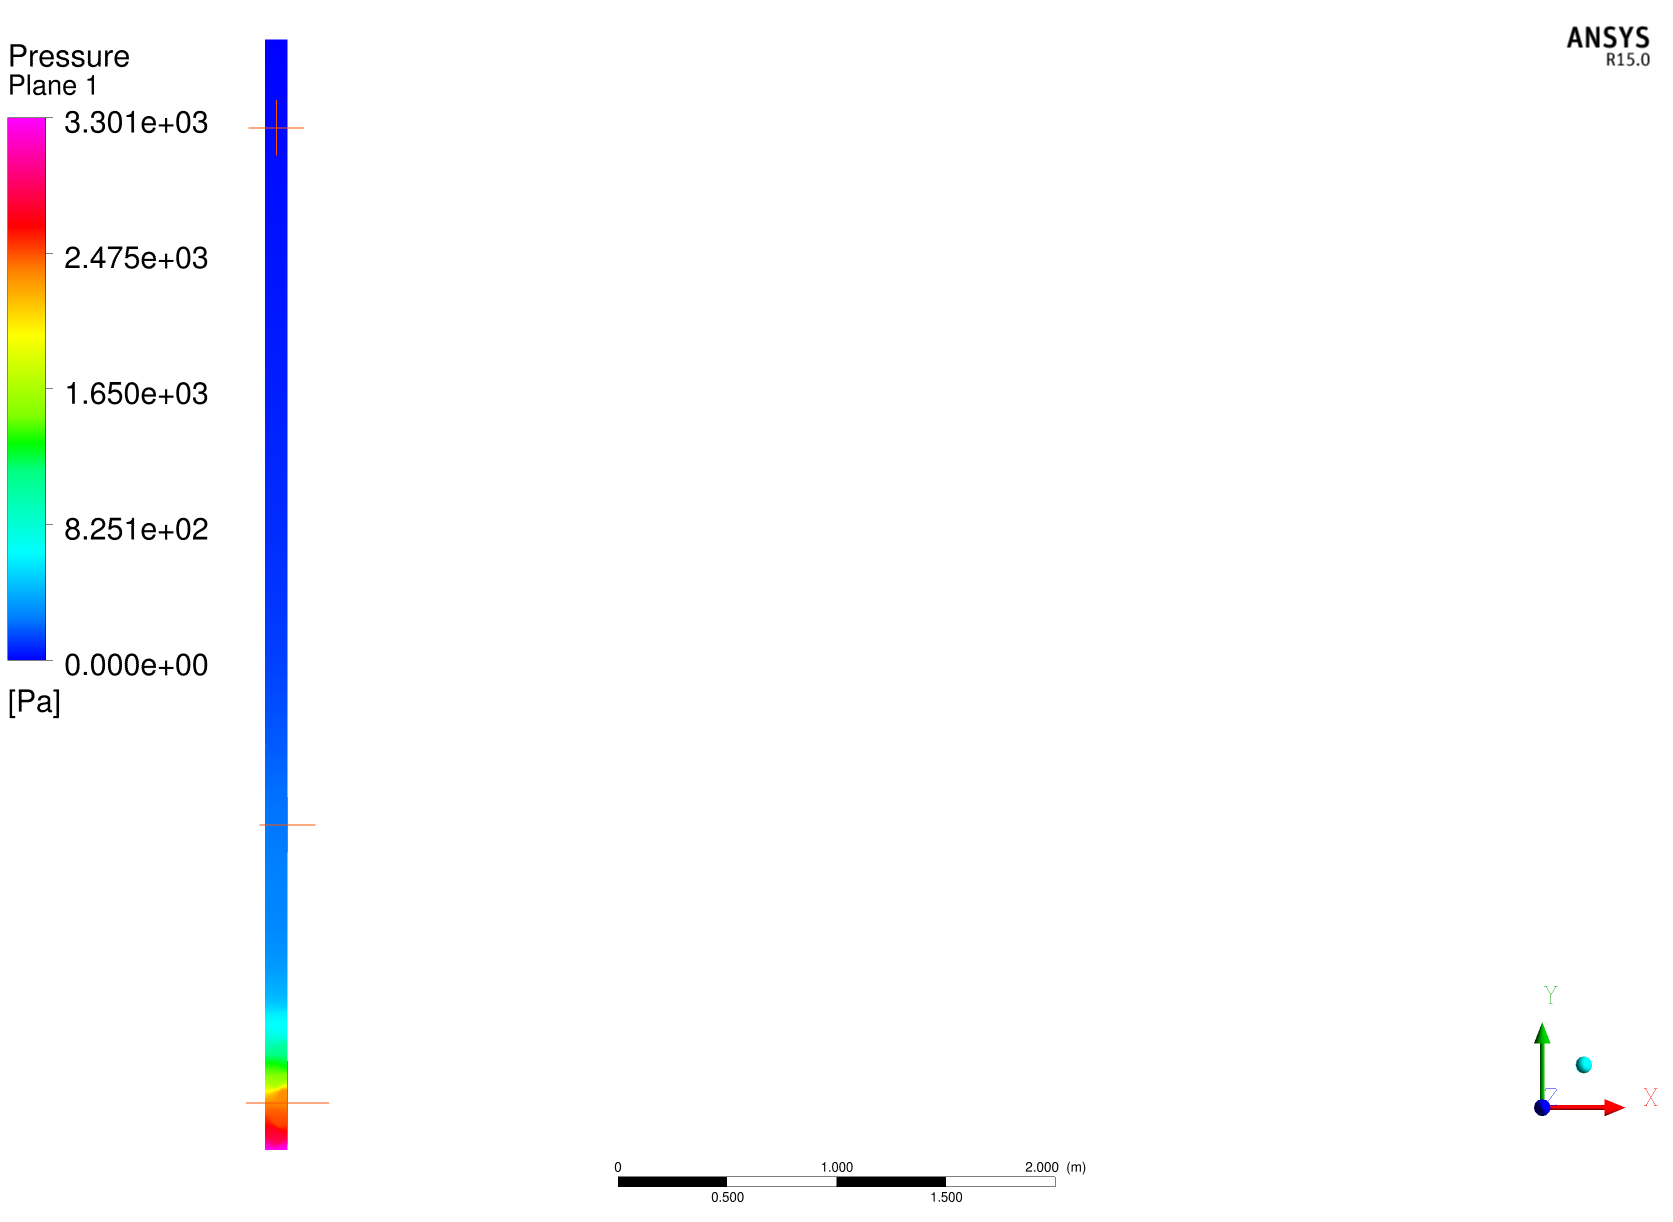 Pressure
Plane 1
3.301e+03
2.475e+03
1.650e+03
8.251e+02
0.000e+00
[Pa]
ANSYS
R15.0
Y
Z
X
0 1.000 2.000 (m)
0.500 1.500